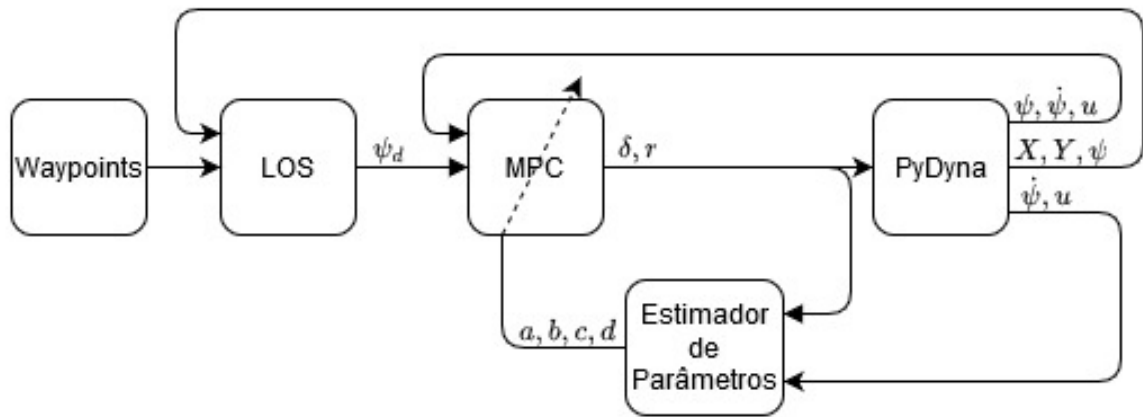 Waypoints
LOS
ψ_d
MPC
δ, r
PyDyna
ψ, ψ̇, u
X, Y, ψ
ψ̇, u
a, b, c, d
Estimador
de
Parâmetros